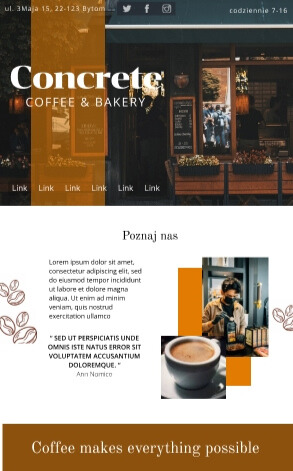 ul. 3Maja 15, 22-123 Bytom
codziennie 7-16
Concrete
COFFEE & BAKERY
Link Link Link Link Link Link
Poznaj nas
Lorem ipsum dolor sit amet,
consectetur adipiscing elit, sed
do eiusmod tempor incididunt
ut labore et dolore magna
aliqua. Ut enim ad minim
veniam, quis nostrud
exercitation ullamco
" SED UT PERSPICIATIS UNDE
OMNIS ISTE NATUS ERROR SIT
VOLUPTATEM ACCUSANTIUM
DOLOREMQUE. "
- Ann Nomico
Coffee makes everything possible